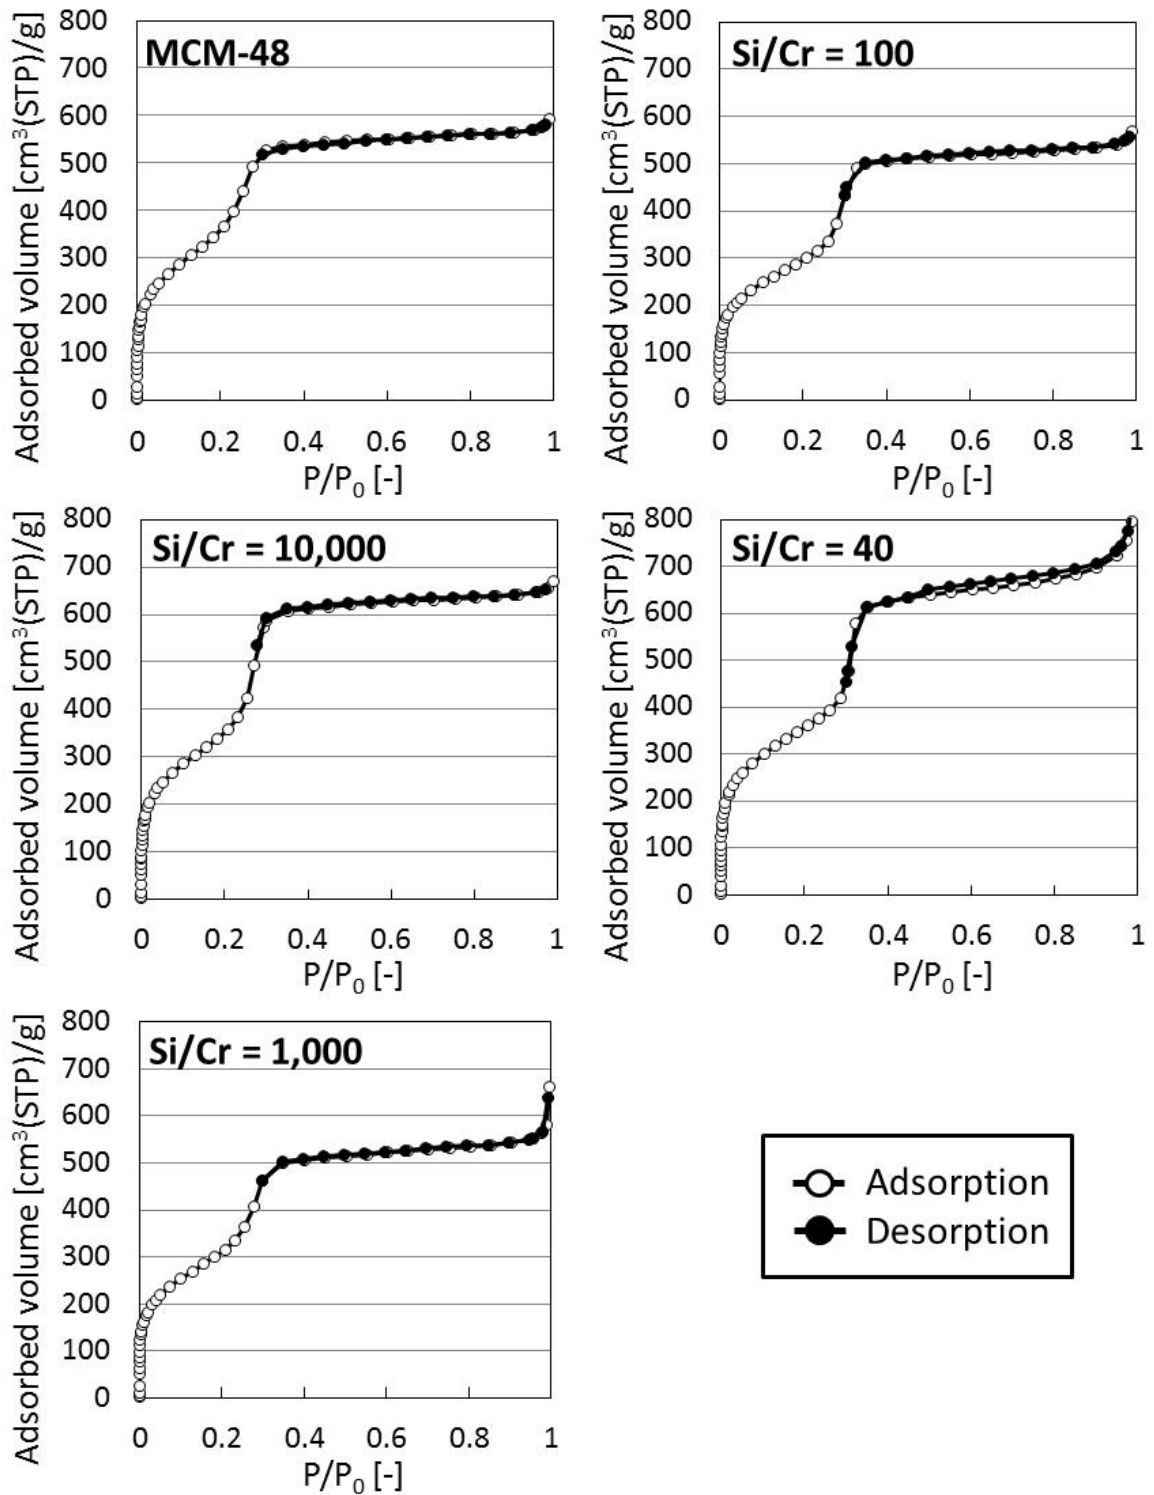 MCM-48
Adsorbed volume [cm³(STP)/g]
800
700
600
500
400
300
200
100
0
0 0.2 0.4 0.6 0.8 1
P/P₀ [-]
Si/Cr = 100
Adsorbed volume [cm³(STP)/g]
800
700
600
500
400
300
200
100
0
0 0.2 0.4 0.6 0.8 1
P/P₀ [-]
Si/Cr = 10,000
Adsorbed volume [cm³(STP)/g]
800
700
600
500
400
300
200
100
0
0 0.2 0.4 0.6 0.8 1
P/P₀ [-]
Si/Cr = 40
Adsorbed volume [cm³(STP)/g]
800
700
600
500
400
300
200
100
0
0 0.2 0.4 0.6 0.8 1
P/P₀ [-]
Si/Cr = 1,000
Adsorbed volume [cm³(STP)/g]
800
700
600
500
400
300
200
100
0
0 0.2 0.4 0.6 0.8 1
P/P₀ [-]
Adsorption
Desorption